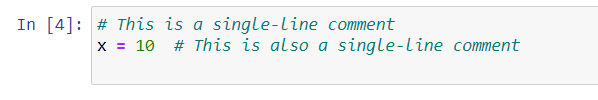 In [4]: # This is a single-line comment
x = 10  # This is also a single-line comment